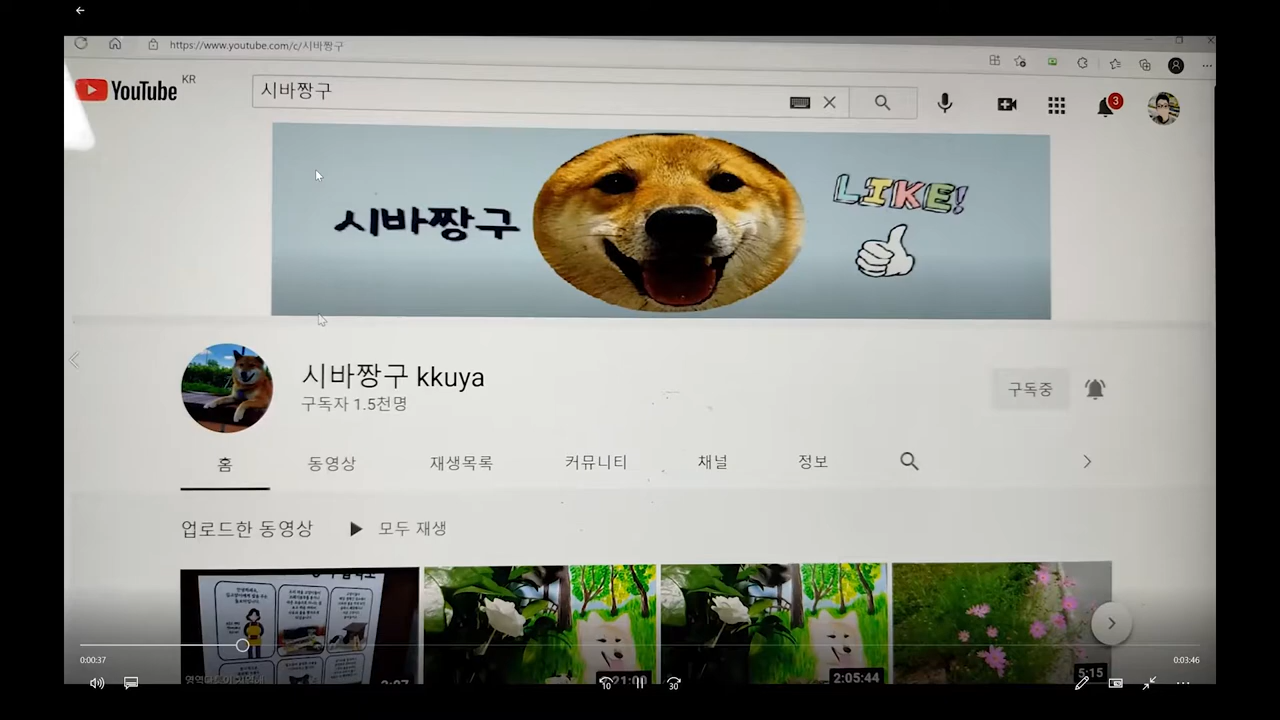 https://www.youtube.com/c/시바짱구
YouTube KR
시바짱구
3
시바짱구
LIKE!
시바짱구 kkuya
구독자 1.5천명
구독중
홈
동영상
재생목록
커뮤니티
채널
정보
업로드한 동영상
모두 재생
2:05:44
5:15
0:00:37
0:03:46
10
30